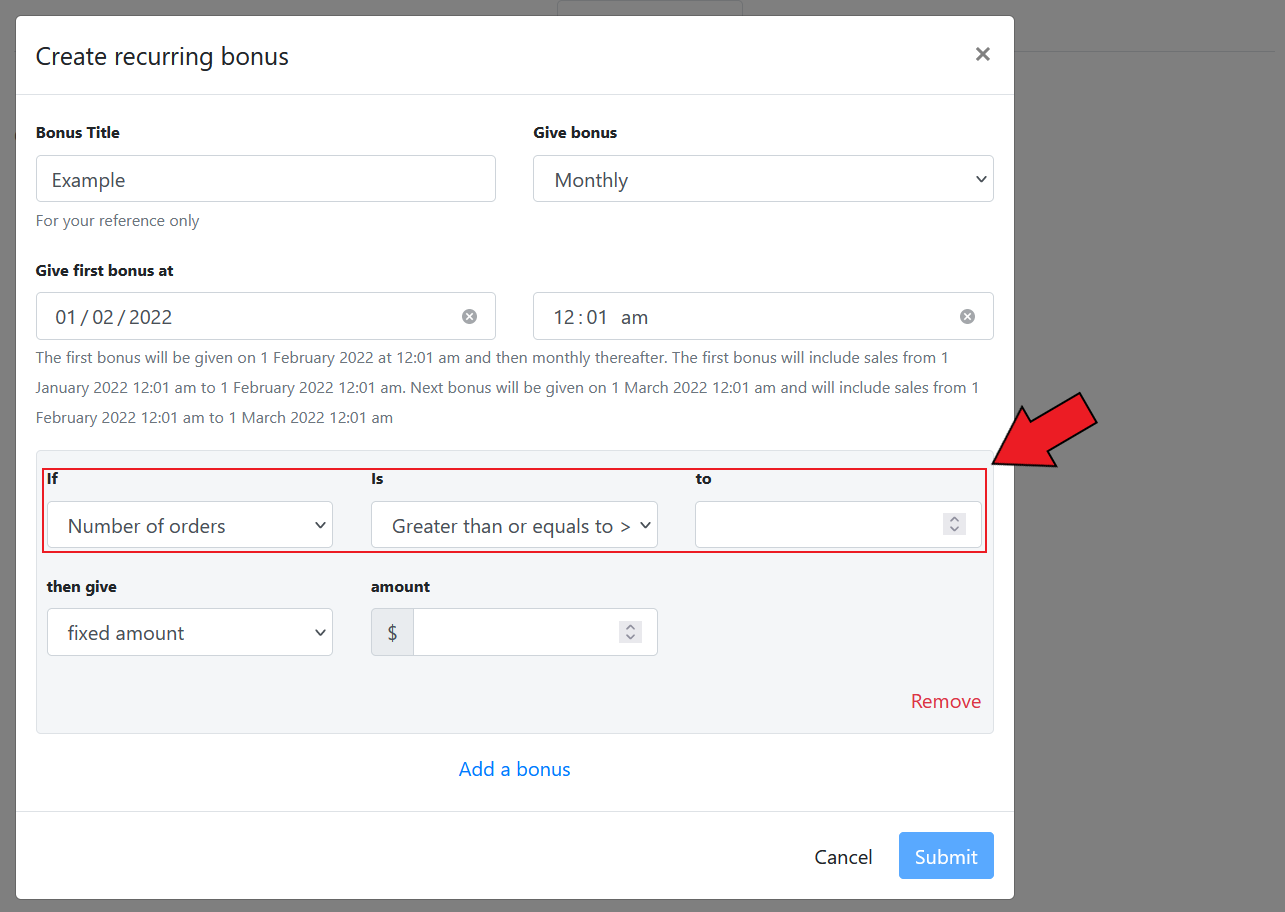 Create recurring bonus ×
Bonus Title Give bonus
Example Monthly
For your reference only
Give first bonus at
01/02/2022 12:01 am
The first bonus will be given on 1 February 2022 at 12:01 am and then monthly thereafter. The first bonus will include sales from 1
January 2022 12:01 am to 1 February 2022 12:01 am. Next bonus will be given on 1 March 2022 12:01 am and will include sales from 1
February 2022 12:01 am to 1 March 2022 12:01 am
If Is to
Number of orders Greater than or equals to >
then give amount
fixed amount $
Remove
Add a bonus
Cancel Submit